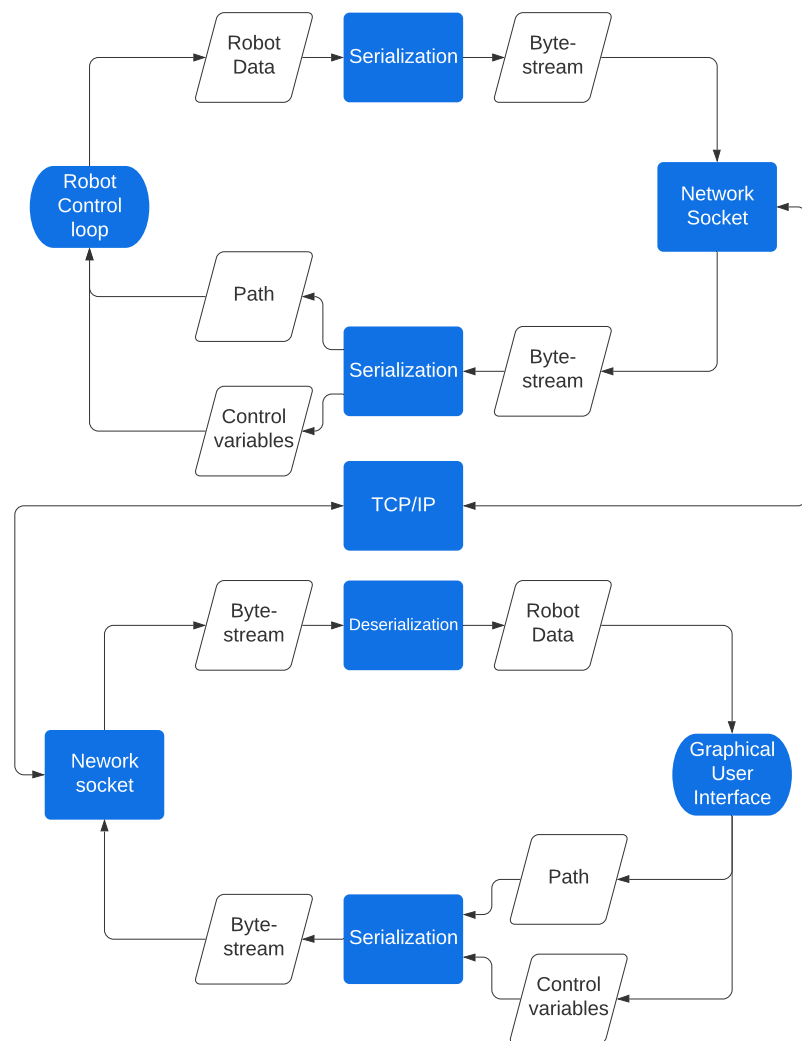 Robot
Data
Serialization
Byte-
stream
Robot
Control
loop
Network
Socket
Path
Serialization
Byte-
stream
Control
variables
TCP/IP
Byte-
stream
Deserialization
Robot
Data
Nework
socket
Graphical
User
Interface
Path
Byte-
stream
Serialization
Control
variables